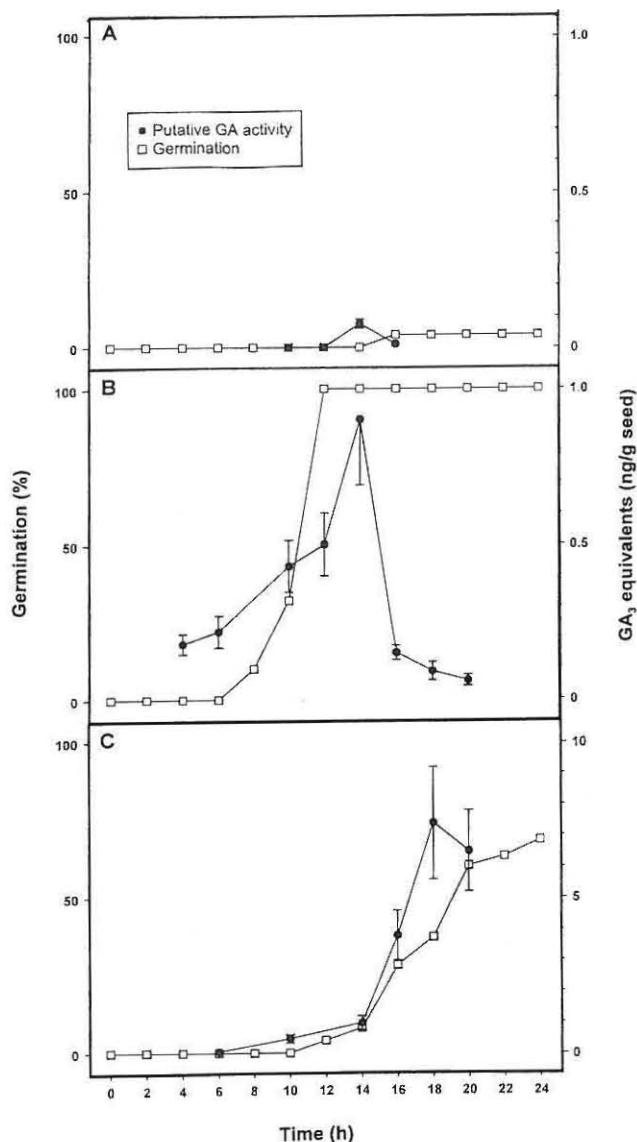 A
100
50
0
1.0
0.5
0
Putative GA activity
Germination
B
100
50
0
1.0
0.5
0
C
100
50
0
10
5
0
Germination (%)
GA3 equivalents (ng/g seed)
0 2 4 6 8 10 12 14 16 18 20 22 24
Time (h)